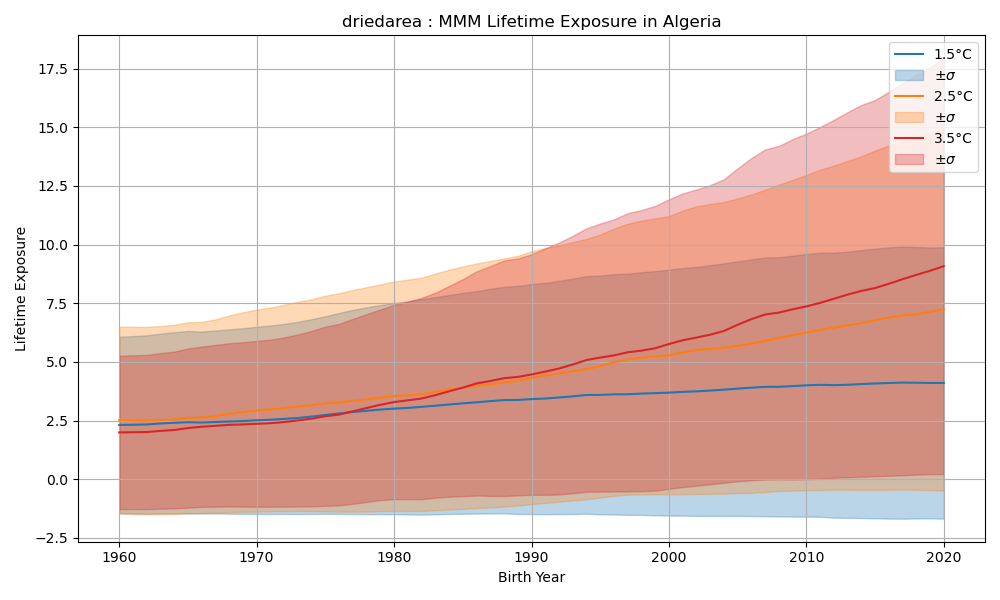 driedarea : MMM Lifetime Exposure in Algeria
Lifetime Exposure
17.5
15.0
12.5
10.0
7.5
5.0
2.5
0.0
−2.5
1.5°C
±σ
2.5°C
±σ
3.5°C
±σ
1960
1970
1980
1990
2000
2010
2020
Birth Year